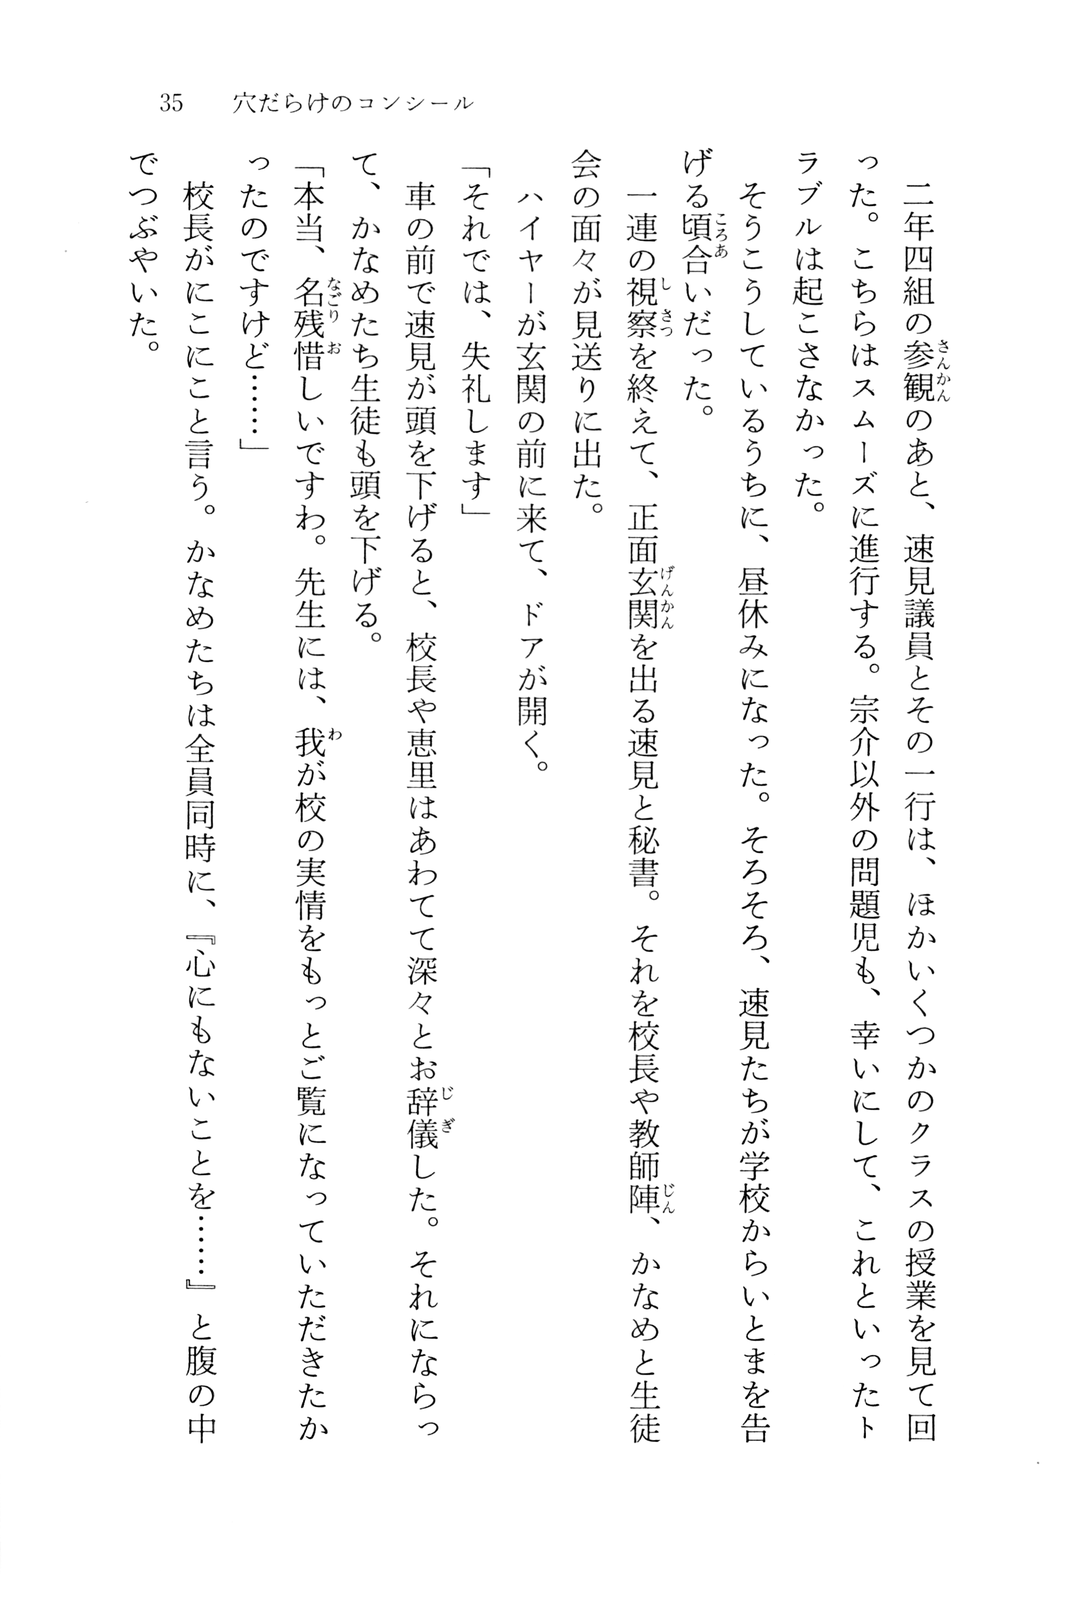 35　穴だらけのコンシール
　二年四組の参観のあと、速見議員とその一行は、ほかいくつかのクラスの授業を見て回
った。こちらはスムーズに進行する。宗介以外の問題児も、幸いにして、これといったト
ラブルは起こさなかった。
　そうこうしているうちに、昼休みになった。そろそろ、速見たちが学校からいとまを告
げる頃合いだった。
　一連の視察を終えて、正面玄関を出る速見と秘書。それを校長や教師陣、かなめと生徒
会の面々が見送りに出た。
　ハイヤーが玄関の前に来て、ドアが開く。
「それでは、失礼します」
　車の前で速見が頭を下げると、校長や恵里はあわてて深々とお辞儀した。それにならっ
て、かなめたち生徒も頭を下げる。
「本当、名残惜しいですわ。先生には、我が校の実情をもっとご覧になっていただきたか
ったのですけど……」
　校長がにこにこと言う。かなめたちは全員同時に、『心にもないことを……』と腹の中
でつぶやいた。